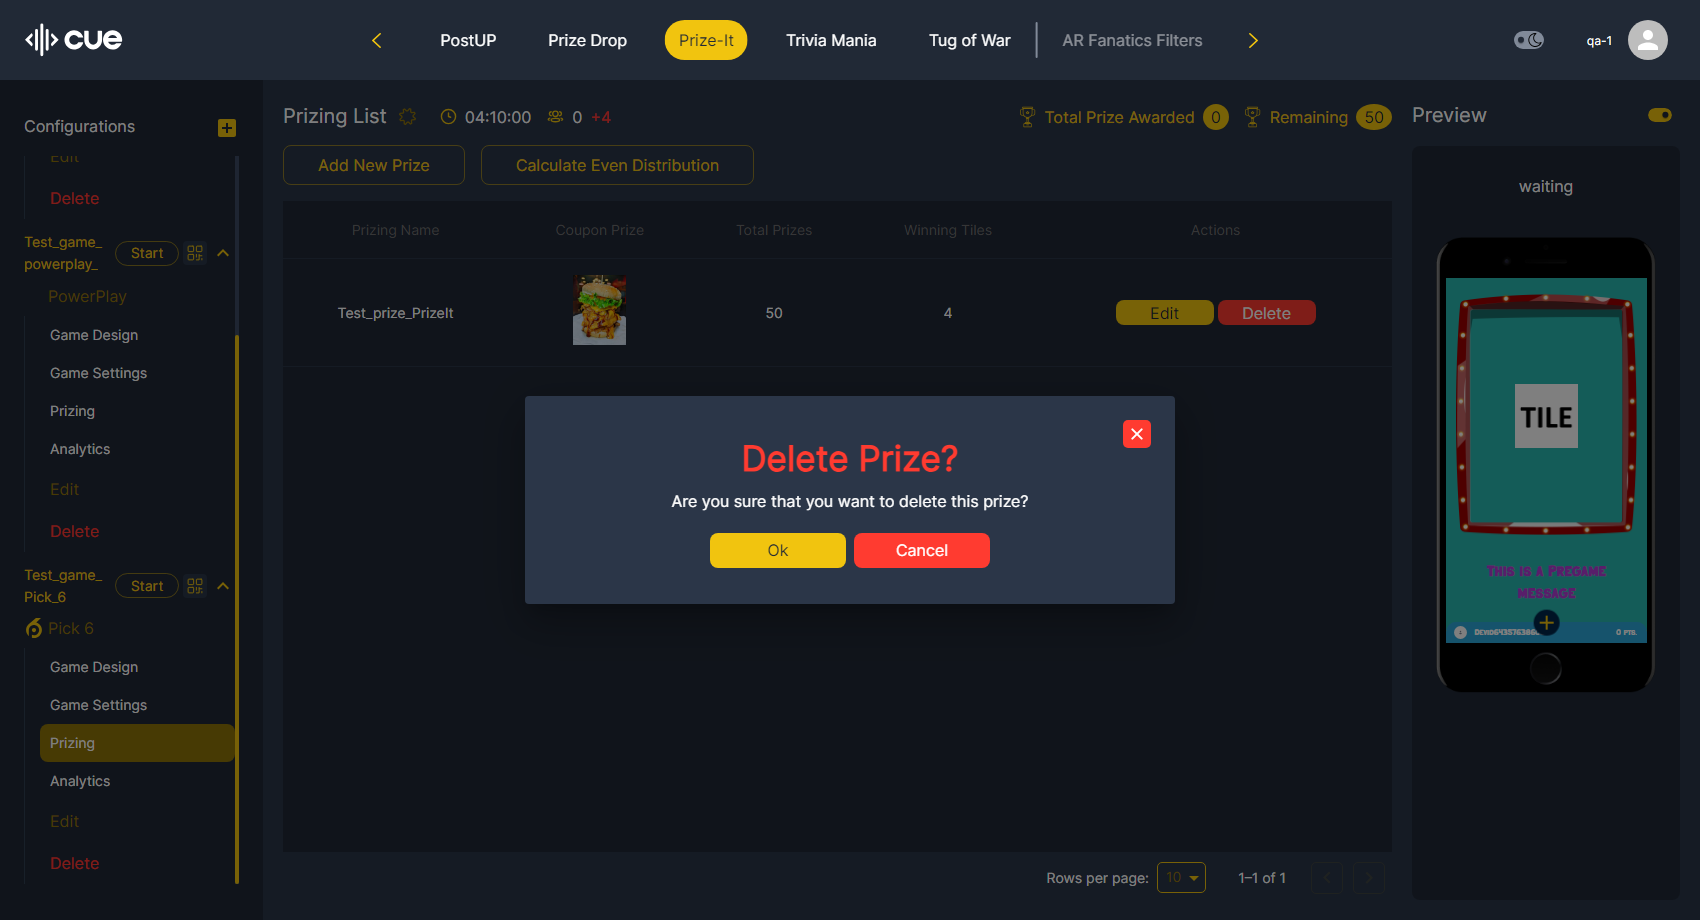 cue
PostUP
Prize Drop
Prize-It
Trivia Mania
Tug of War
AR Fanatics Filters
qa-1
Configurations
Edit
Delete
Test_game_
powerplay_
Start
PowerPlay
Game Design
Game Settings
Prizing
Analytics
Edit
Delete
Test_game_
Pick_6
Start
Pick 6
Game Design
Game Settings
Prizing
Analytics
Edit
Delete
Prizing List
04:10:00
0 +4
Total Prize Awarded 0
Remaining 50
Add New Prize
Calculate Even Distribution
Prizing Name
Coupon Prize
Total Prizes
Winning Tiles
Actions
Test_prize_PrizeIt
50
4
Edit
Delete
Delete Prize?
Are you sure that you want to delete this prize?
Ok
Cancel
Rows per page: 10
1–1 of 1
Preview
waiting
TILE
THIS IS A PREGAME
MESSAGE
0 PTS.